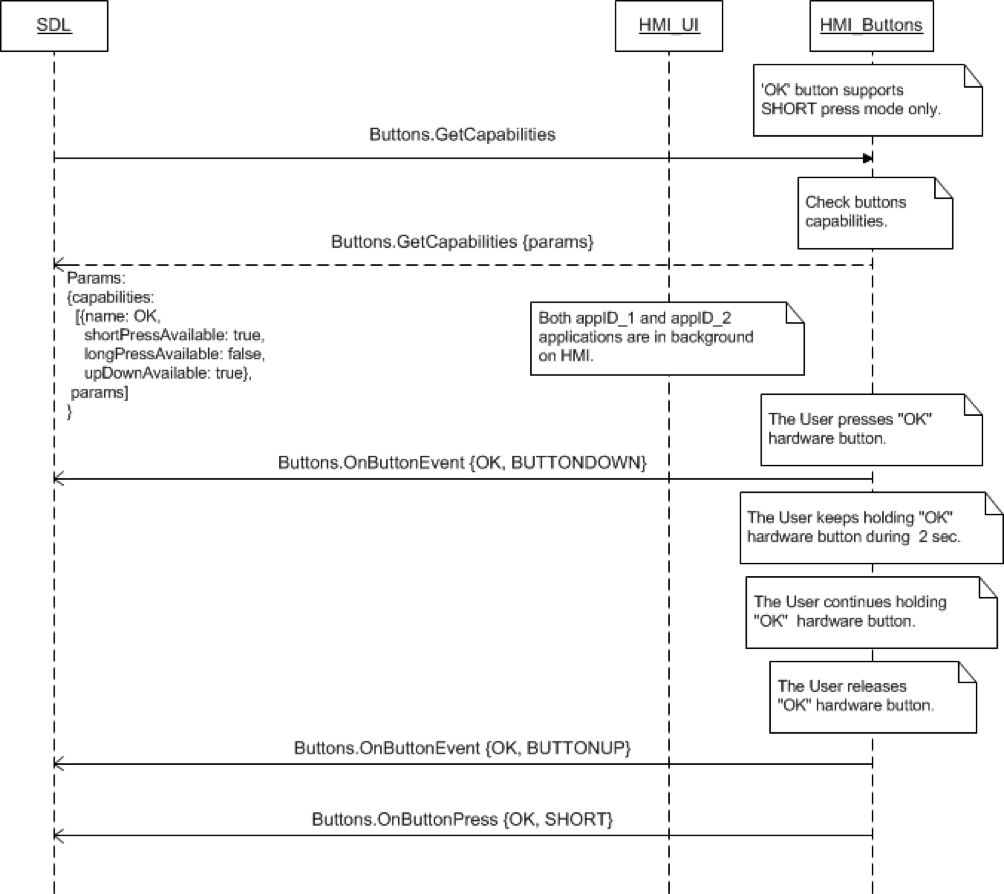 SDL
HMI_UI
HMI_Buttons
'OK' button supports
SHORT press mode only.
Buttons.GetCapabilities
Check buttons
capabilities.
Buttons.GetCapabilities {params}
Params:
{capabilities:
[{name: OK,
shortPressAvailable: true,
longPressAvailable: false,
upDownAvailable: true},
params]
}
Both appID_1 and appID_2
applications are in background
on HMI.
The User presses "OK"
hardware button.
Buttons.OnButtonEvent {OK, BUTTONDOWN}
The User keeps holding "OK"
hardware button during 2 sec.
The User continues holding
"OK" hardware button.
The User releases
"OK" hardware button.
Buttons.OnButtonEvent {OK, BUTTONUP}
Buttons.OnButtonPress {OK, SHORT}